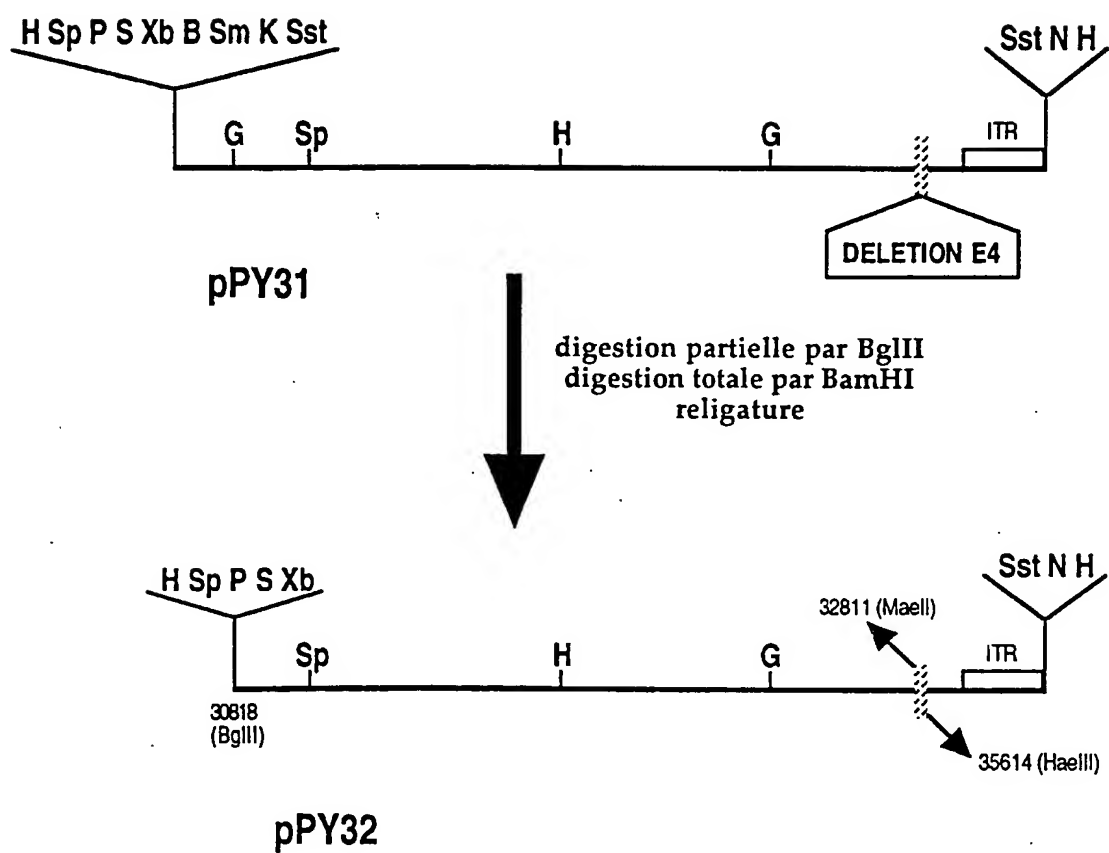 H Sp P S Xb B Sm K Sst
Sst N H
G Sp H G ITR
DELETION E4
pPY31
digestion partielle par BglII
digestion totale par BamHI
religature
H Sp P S Xb
Sst N H
32811 (MaeII)
Sp H G ITR
30818
(BglII)
35614 (HaeIII)
pPY32